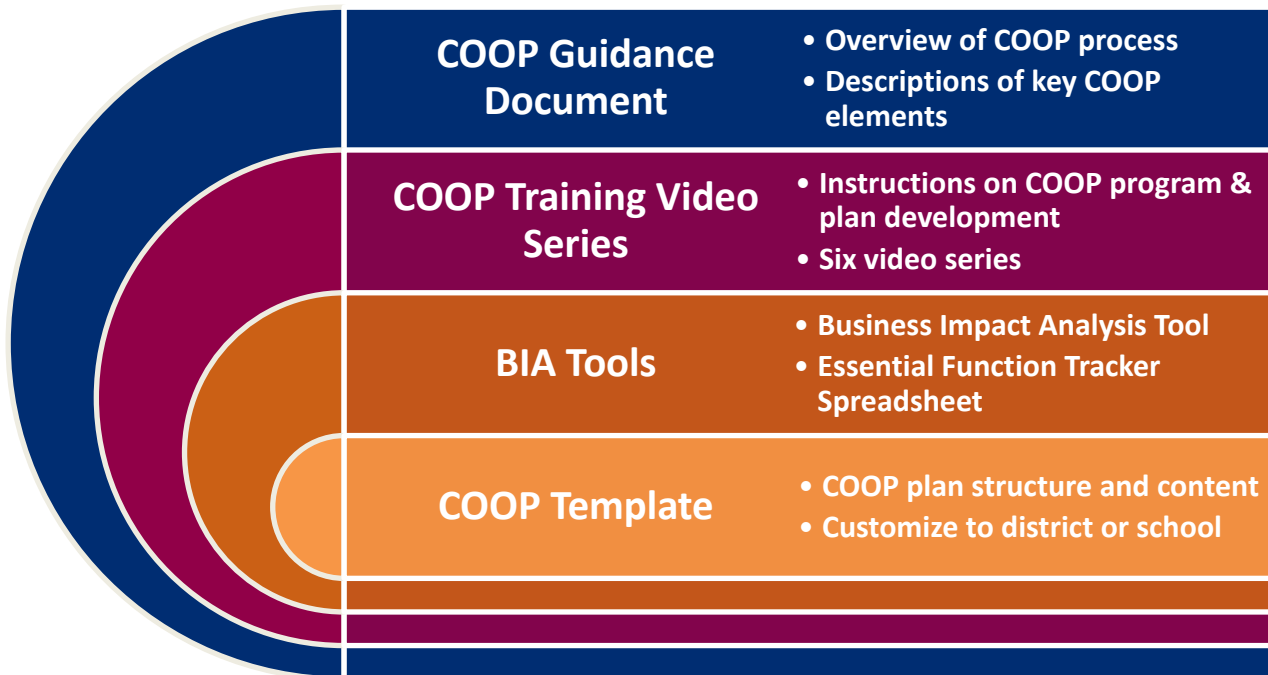 COOP Guidance
Document
• Overview of COOP process
• Descriptions of key COOP
elements
COOP Training Video
Series
• Instructions on COOP program &
plan development
• Six video series
BIA Tools
• Business Impact Analysis Tool
• Essential Function Tracker
Spreadsheet
COOP Template
• COOP plan structure and content
• Customize to district or school